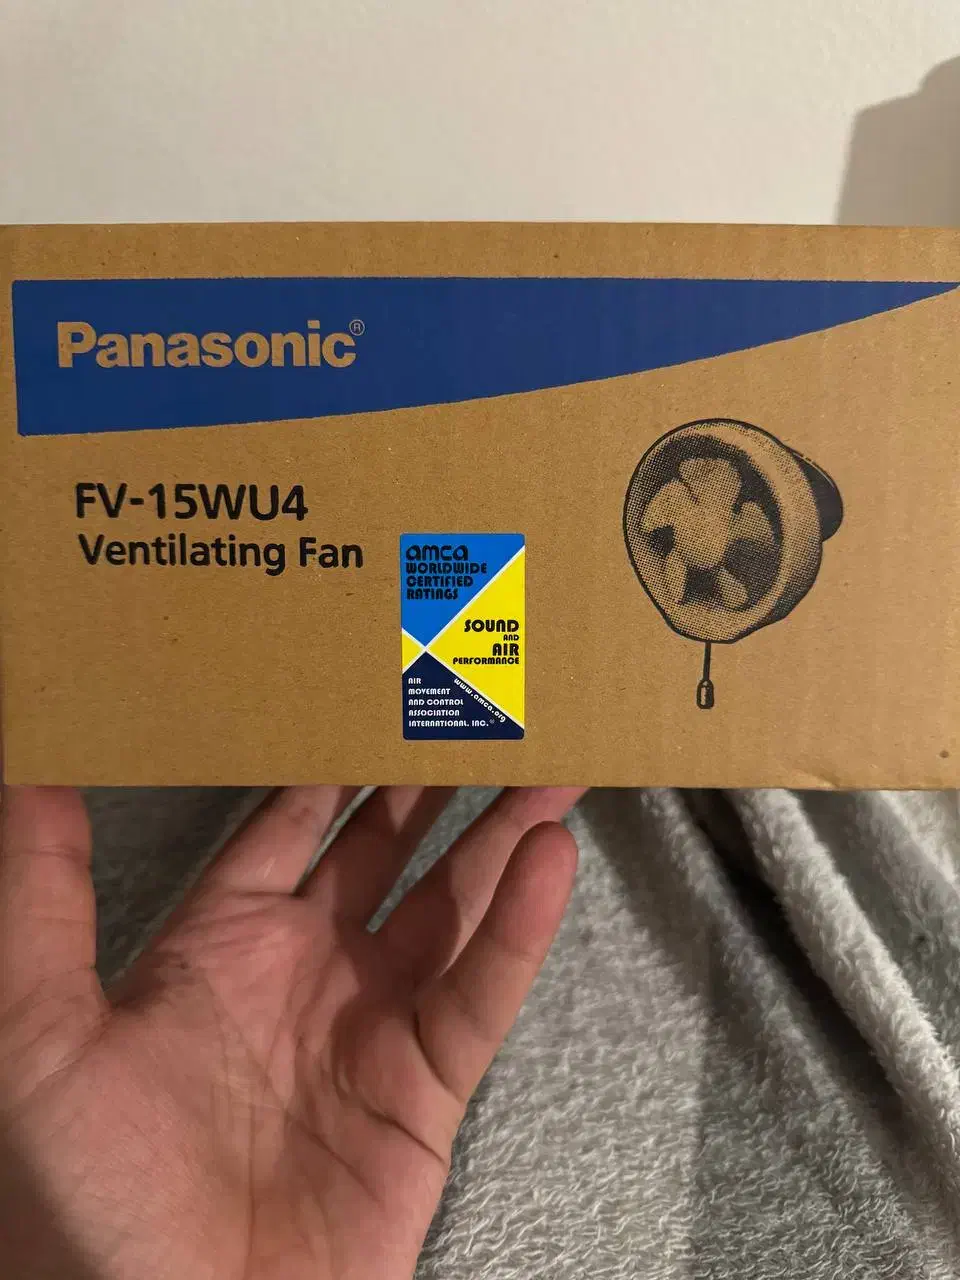 Panasonic®
FV-15WU4
Ventilating Fan
amca
WORLDWIDE
CERTIFIED
RATINGS
SOUND
AND
AIR
PERFORMANCE
AIR
MOVEMENT
AND CONTROL
ASSOCIATION
INTERNATIONAL, INC.®
www.amca.org